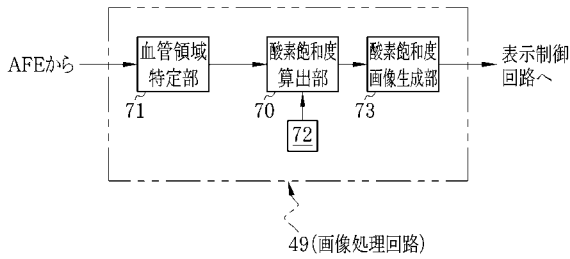 AFEから
血管領域
特定部
71
酸素飽和度
算出部
70
酸素飽和度
画像生成部
73
72
表示制御
回路へ
49(画像処理回路)